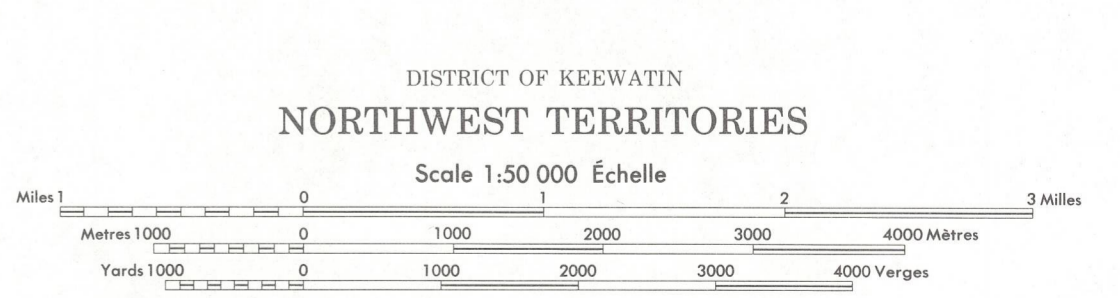 DISTRICT OF KEEWATIN
NORTHWEST TERRITORIES
Scale 1:50 000 Échelle
Miles 1 0 1 2 3 Milles
Metres 1000 0 1000 2000 3000 4000 Mètres
Yards 1000 0 1000 2000 3000 4000 Verges